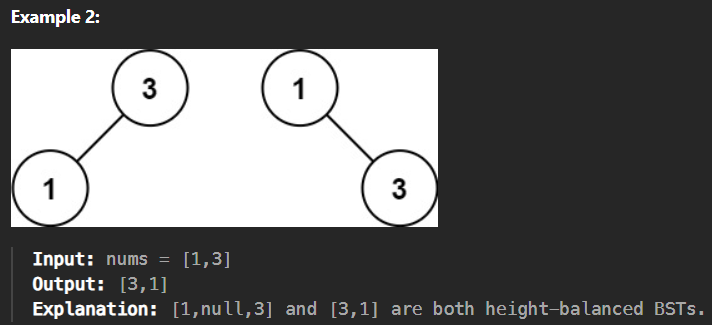 Example 2:
3 1
1 3
Input: nums = [1,3]
Output: [3,1]
Explanation: [1,null,3] and [3,1] are both height-balanced BSTs.